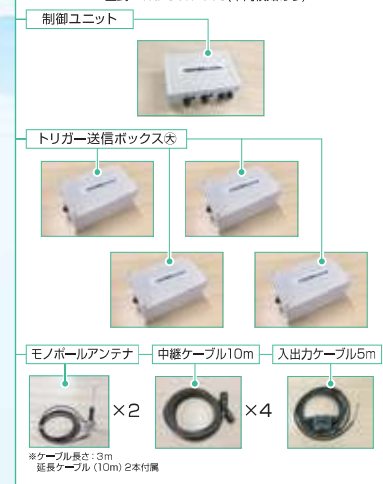 制御ユニット
トリガー送信ボックス㊛
モノポールアンテナ
中継ケーブル10m
入出力ケーブル5m
×2
×4
※ケーブル長さ：3m
延長ケーブル（10m）2本付属